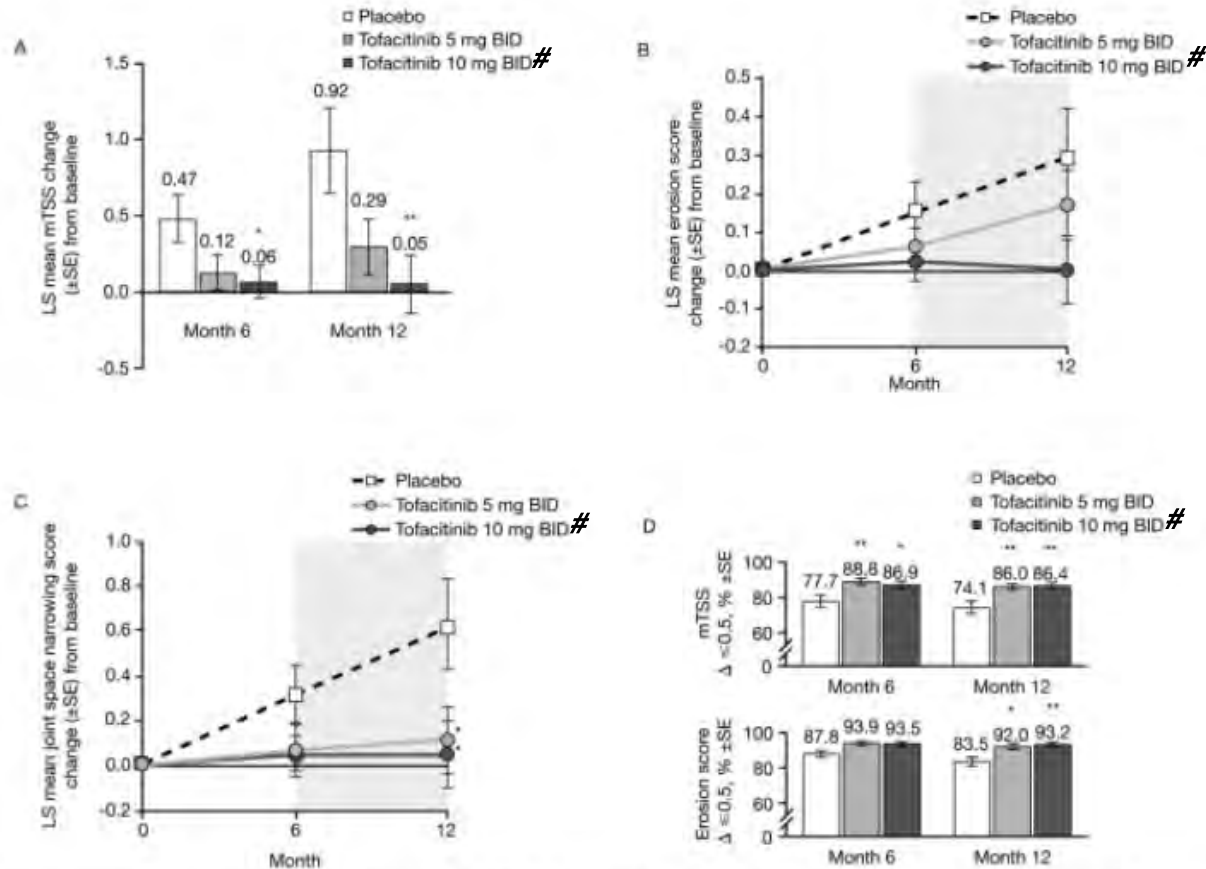 A
Placebo
Tofacitinib 5 mg BID
Tofacitinib 10 mg BID#
LS mean mTSS change
(±SE) from baseline
1.5
1.0
0.5
0.0
-0.5
0.47
0.12
*
0.06
0.92
0.29
**
0.05
Month 6
Month 12
B
Placebo
Tofacitinib 5 mg BID
Tofacitinib 10 mg BID#
LS mean erosion score
change (±SE) from baseline
0.5
0.4
0.3
0.2
0.1
0.0
-0.1
-0.2
0
6
12
Month
C
Placebo
Tofacitinib 5 mg BID
Tofacitinib 10 mg BID#
LS mean joint space narrowing score
change (±SE) from baseline
1.0
0.8
0.6
0.4
0.2
0.0
-0.2
*
*
0
6
12
Month
D
Placebo
Tofacitinib 5 mg BID
Tofacitinib 10 mg BID#
mTSS
Δ ≤0.5, % ±SE
100
80
60
0
** * ** **
77.7 88.8 86.9 74.1 86.0 86.4
Month 6 Month 12
Erosion score
Δ ≤0.5, % ±SE
100
80
60
0
* **
87.8 93.9 93.5 83.5 92.0 93.2
Month 6 Month 12